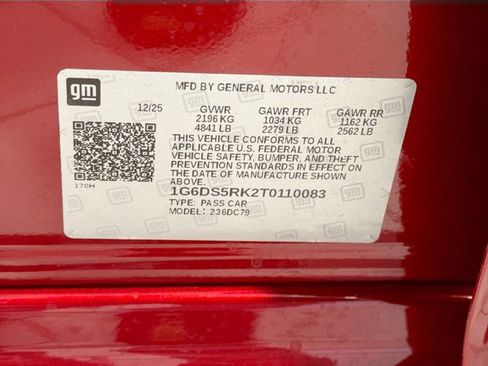 gm
MFD BY GENERAL MOTORS LLC
12/25 GVWR GAWR FRT GAWR RR
2196 KG 1034 KG 1162 KG
4841 LB 2279 LB 2562 LB
THIS VEHICLE CONFORMS TO ALL
APPLICABLE U.S. FEDERAL MOTOR
VEHICLE SAFETY, BUMPER, AND THEFT
PREVENTION STANDARDS IN EFFECT ON
THE DATE OF MANUFACTURE SHOWN
ABOVE.
170H
1G6DS5RK2T0110083
TYPE: PASS CAR
MODEL: 236DC79